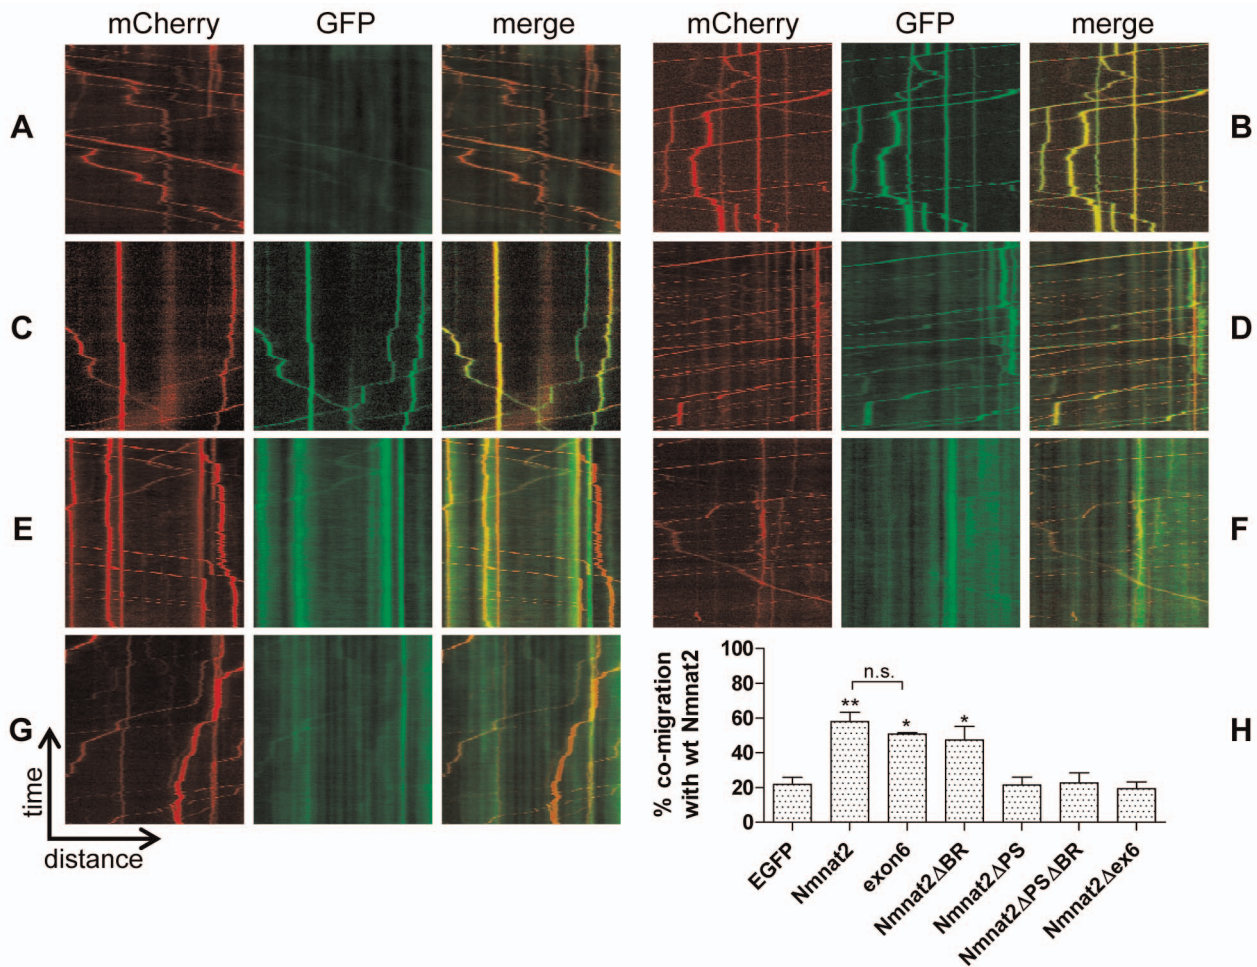 mCherry GFP merge mCherry GFP merge
A
B
C
D
E
F
G
time
distance
H
% co-migration
with wt Nmnat2
100
80
60
40
20
0
n.s.
**
*
*
EGFP
Nmnat2
exon6
Nmnat2ΔBR
Nmnat2ΔPS
Nmnat2ΔPSΔBR
Nmnat2Δex6